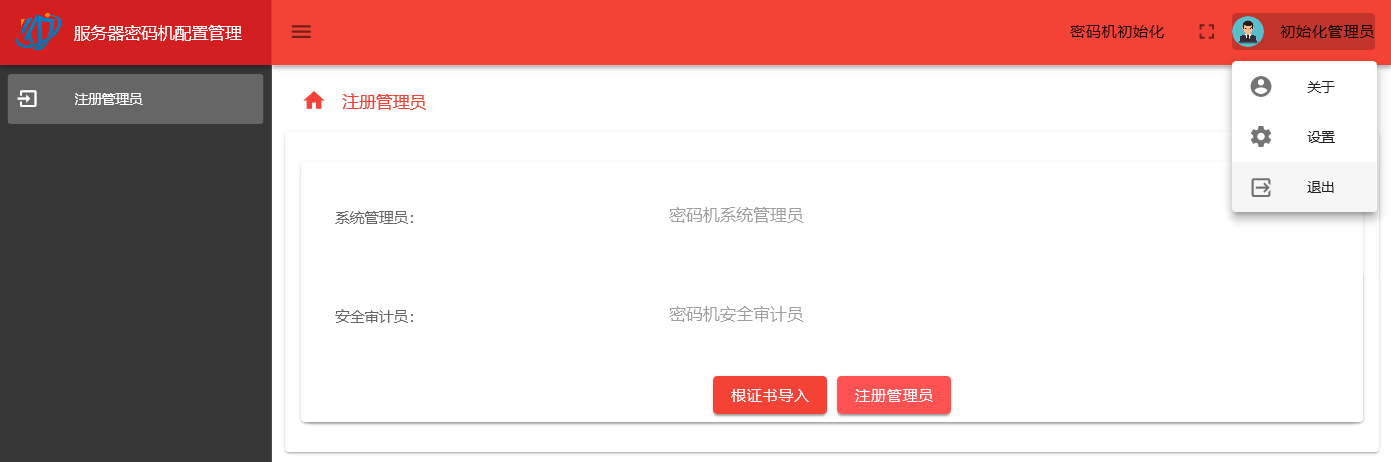 服务器密码机配置管理
密码机初始化
初始化管理员
注册管理员
注册管理员
关于
设置
退出
系统管理员：
密码机系统管理员
安全审计员：
密码机安全审计员
根证书导入
注册管理员